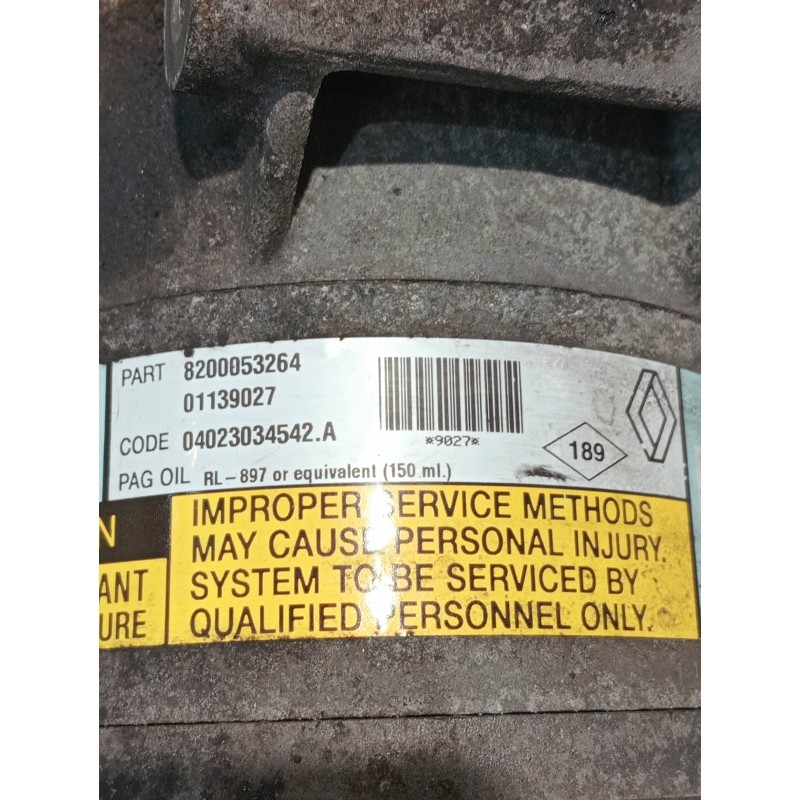 PART 8200053264
01139027
CODE 04023034542.A
*9027*
189
PAG OIL RL-897 or equivalent (150 ml.)
N
ANT
URE
IMPROPER SERVICE METHODS
MAY CAUSE PERSONAL INJURY.
SYSTEM TO BE SERVICED BY
QUALIFIED PERSONNEL ONLY.